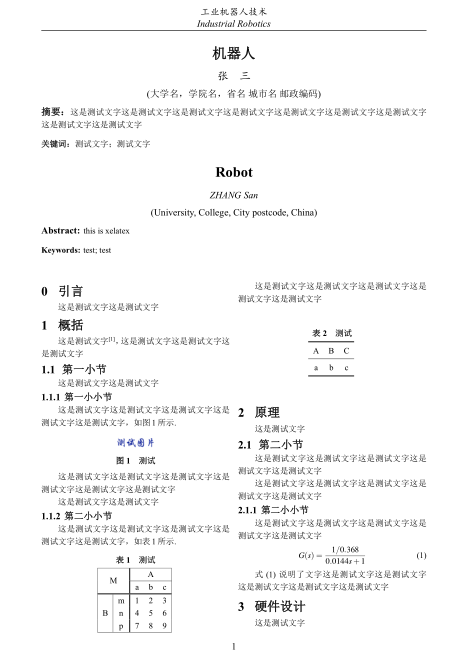 工业机器人技术
Industrial Robotics
机器人
张 三
(大学名，学院名，省名 城市名 邮政编码)
摘要：这是测试文字这是测试文字这是测试文字这是测试文字这是测试文字这是测试文字这是测试文字
这是测试文字这是测试文字
关键词：测试文字；测试文字
Robot
ZHANG San
(University, College, City postcode, China)
Abstract: this is xelatex
Keywords: test; test
0 引言
这是测试文字这是测试文字
1 概括
这是测试文字[1]，这是测试文字这是测试文字这
是测试文字
1.1 第一小节
这是测试文字这是测试文字
1.1.1 第一小小节
这是测试文字这是测试文字这是测试文字这是
测试文字这是测试文字，如图 1 所示.
测试图片
图 1 测试
这是测试文字这是测试文字这是测试文字这是
测试文字这是测试文字这是测试文字
这是测试文字这是测试文字
1.1.2 第二小小节
这是测试文字这是测试文字这是测试文字这是
测试文字这是测试文字，如表 1 所示.
表 1 测试
M A
a b c
B m 1 2 3
n 4 5 6
p 7 8 9
这是测试文字这是测试文字这是测试文字这是
测试文字这是测试文字
表 2 测试
A B C
a b c
2 原理
这是测试文字
2.1 第二小节
这是测试文字这是测试文字这是测试文字这是
测试文字这是测试文字
这是测试文字这是测试文字这是测试文字这是
测试文字这是测试文字
2.1.1 第二小小节
这是测试文字这是测试文字这是测试文字这是
测试文字这是测试文字
G(s) = 1/0.368 / 0.0144s + 1 (1)
式 (1) 说明了文字这是测试文字这是测试文字
这是测试文字这是测试文字这是测试文字
3 硬件设计
这是测试文字
1